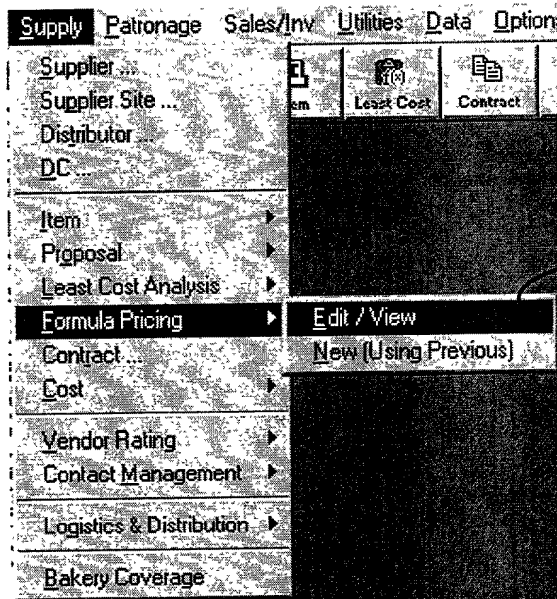 Supply Patronage Sales/Inv Utilities Data Option
Supplier ...
Supplier Site ...
Distributor ...
DC ...
em Least Cost Contract
Item
Proposal
Least Cost Analysis
Formula Pricing
Edit / View
New (Using Previous)
Contract ...
Cost
Vendor Rating
Contact Management
Logistics & Distribution
Bakery Coverage